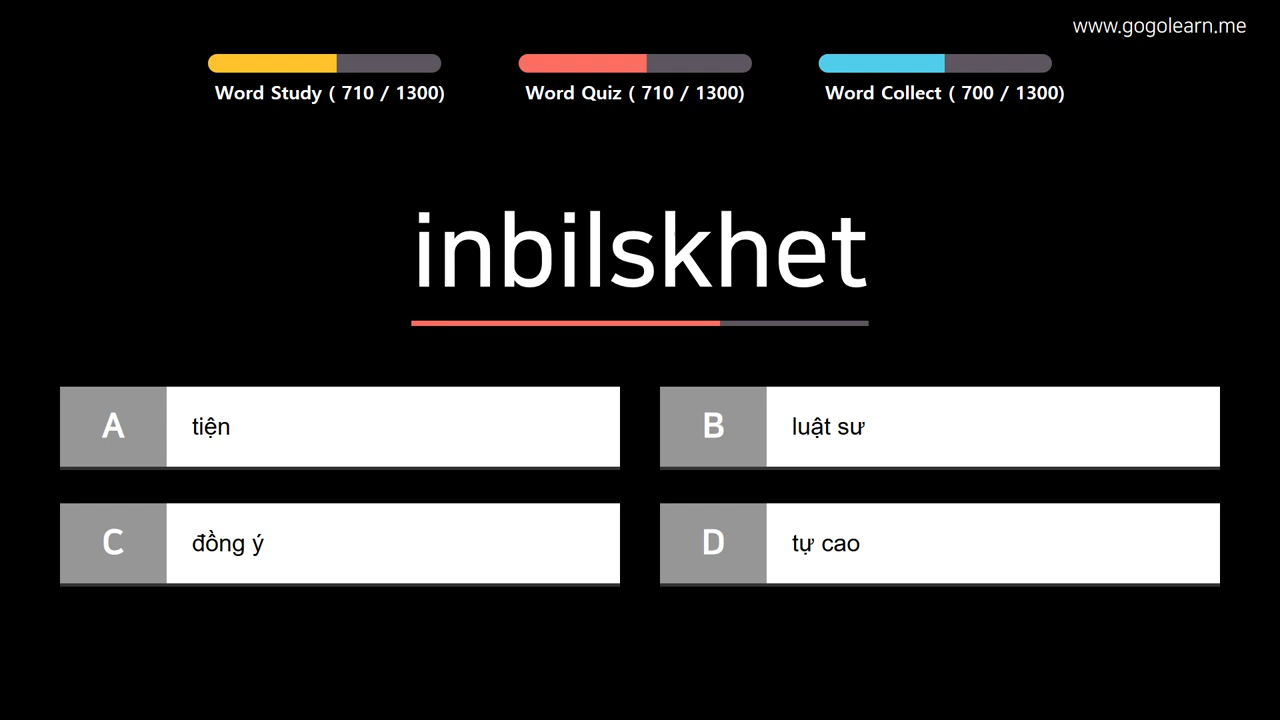 www.gogolearn.me
Word Study ( 710 / 1300)
Word Quiz ( 710 / 1300)
Word Collect ( 700 / 1300)
inbilskhet
A tiện
B luật sư
C đồng ý
D tự cao